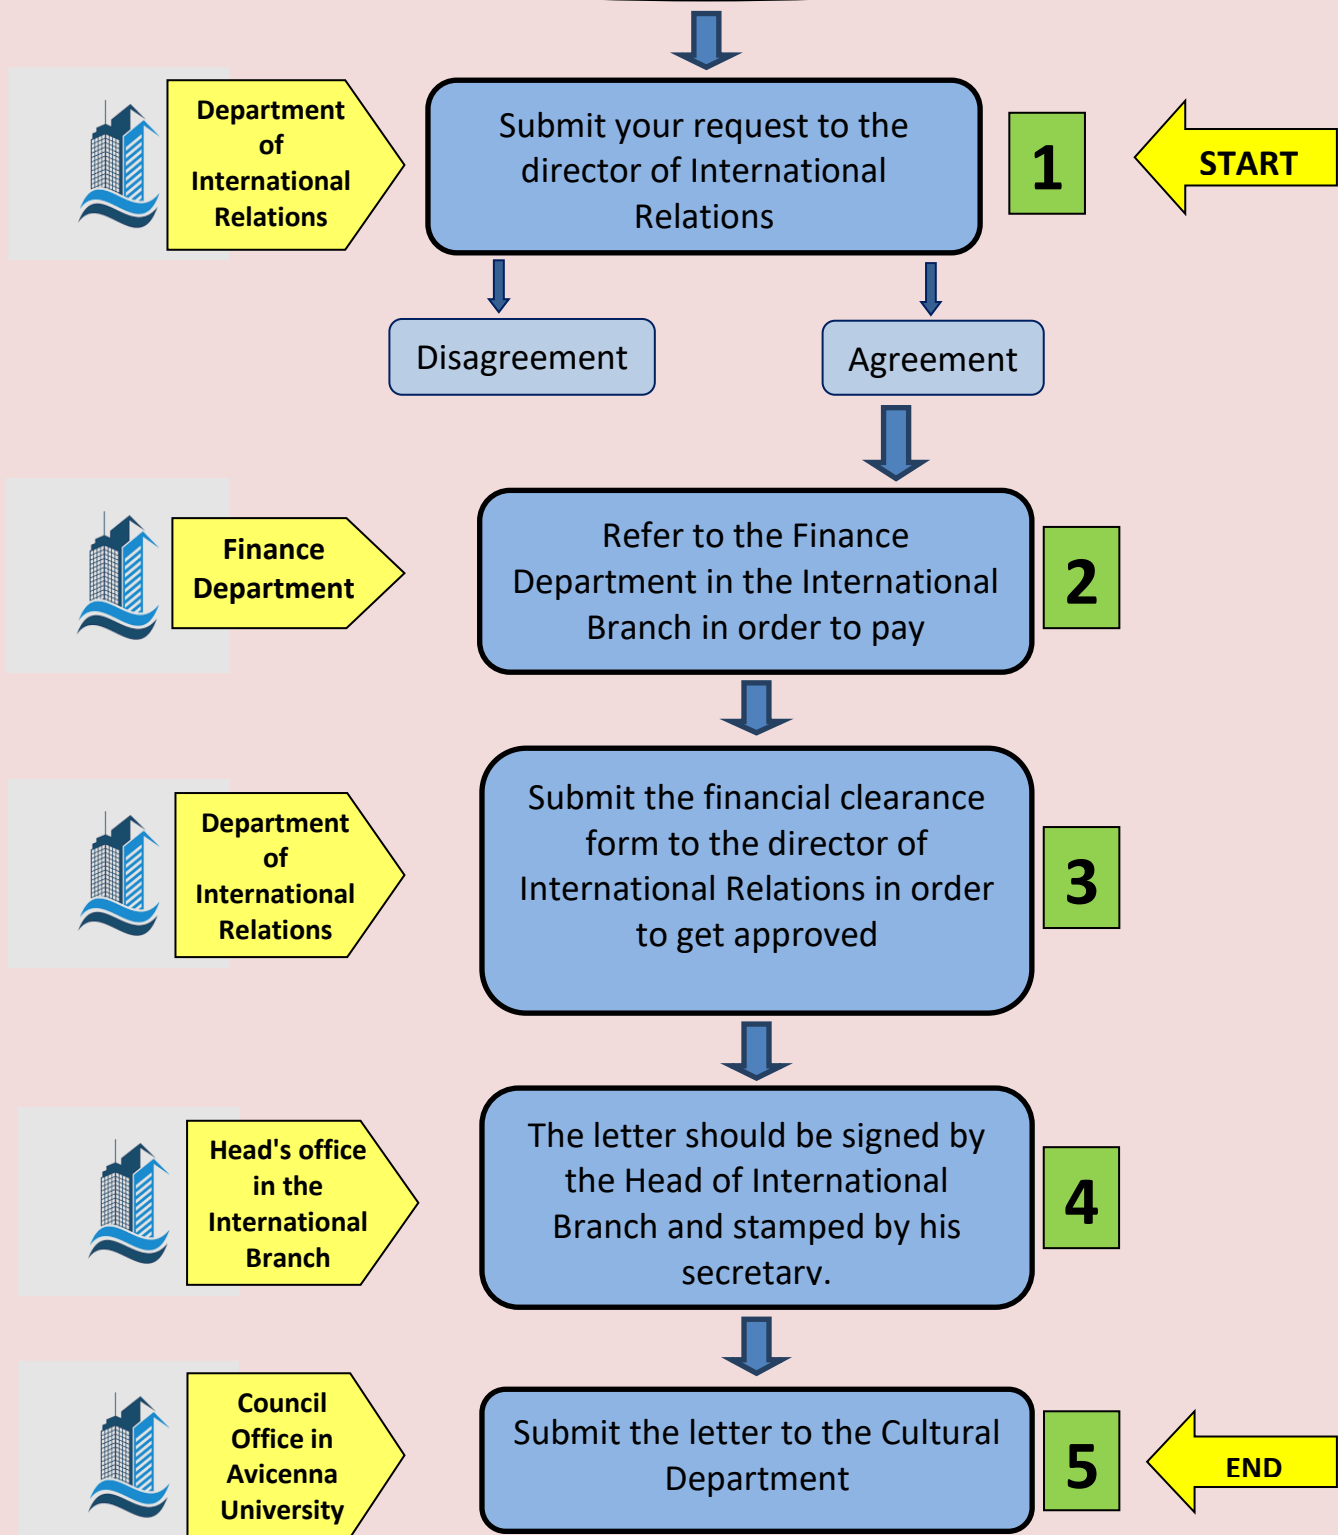 Department
of
International
Relations
Submit your request to the
director of International
Relations
1
START
Disagreement
Agreement
Finance
Department
Refer to the Finance
Department in the International
Branch in order to pay
2
Department
of
International
Relations
Submit the financial clearance
form to the director of
International Relations in order
to get approved
3
Head's office
in the
International
Branch
The letter should be signed by
the Head of International
Branch and stamped by his
secretary.
4
Council
Office in
Avicenna
University
Submit the letter to the Cultural
Department
5
END